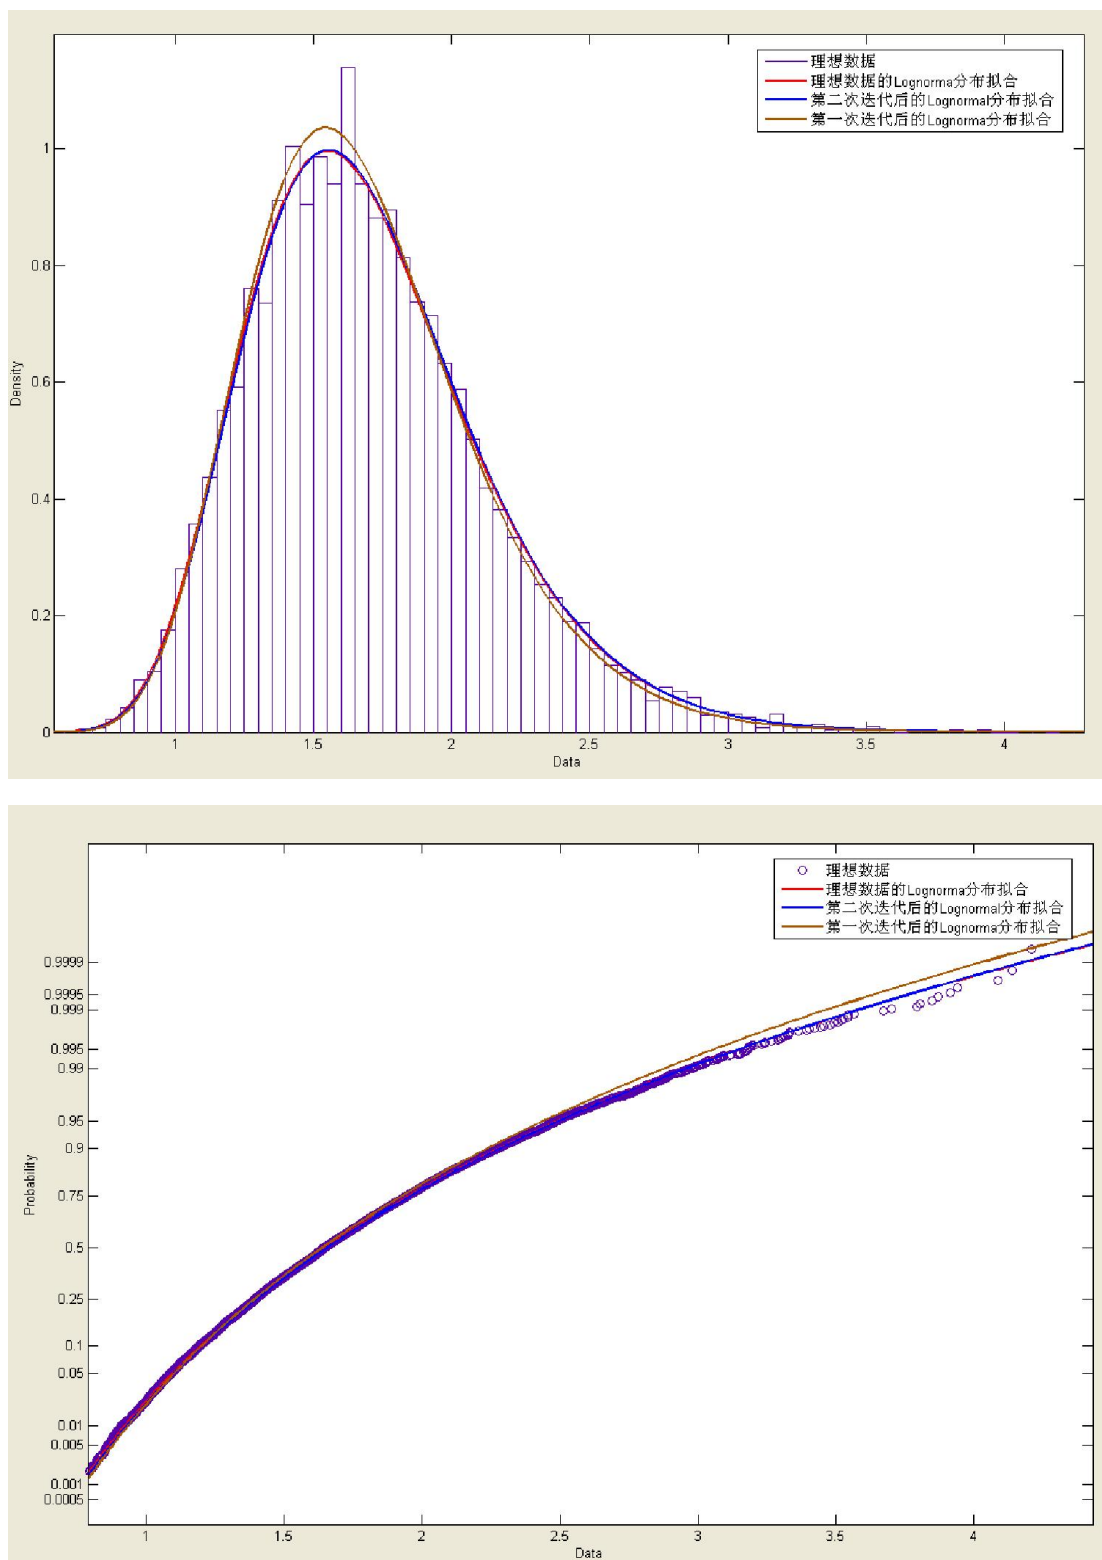 理想数据
理想数据的Lognorma分布拟合
第二次迭代后的Lognormal分布拟合
第一次迭代后的Lognorma分布拟合
1
0.8
0.6
0.4
0.2
0
Density
1 1.5 2 2.5 3 3.5 4
Data
理想数据
理想数据的Lognorma分布拟合
第二次迭代后的Lognormal分布拟合
第一次迭代后的Lognorma分布拟合
0.9999
0.9995
0.999
0.995
0.99
0.95
0.9
0.75
0.5
0.25
0.1
0.05
0.01
0.005
0.001
0.0005
Probability
1 1.5 2 2.5 3 3.5 4
Data